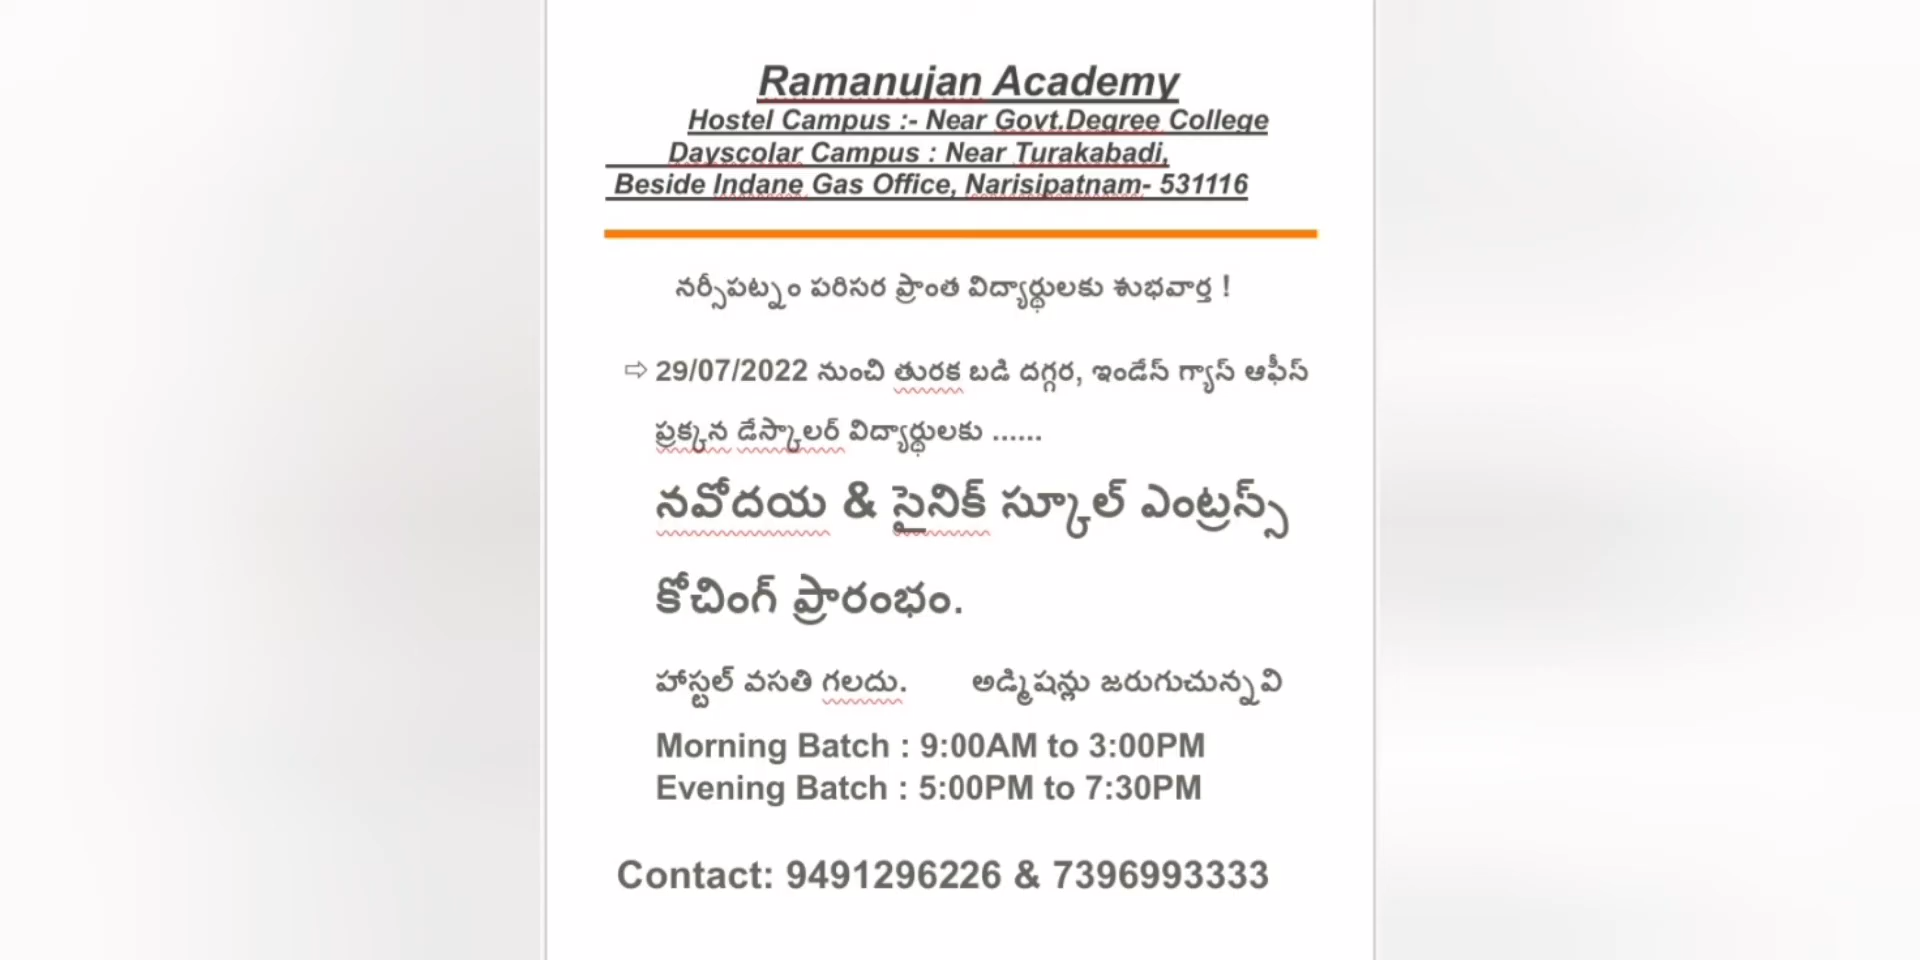 Ramanujan Academy
Hostel Campus :- Near Govt.Degree College
Dayscolar Campus : Near Turakabadi,
Beside Indane Gas Office, Narisipatnam- 531116
నర్సీపట్నం పరిసర ప్రాంత విద్యార్థులకు శుభవార్త !
⇨ 29/07/2022 నుంచి తురక బడి దగ్గర, ఇండేన్ గ్యాస్ ఆఫీస్
ప్రక్కన డేస్కాలర్ విద్యార్థులకు ......
నవోదయ & సైనిక్ స్కూల్ ఎంట్రన్స్
కోచింగ్ ప్రారంభం.
హాస్టల్ వసతి గలదు. అడ్మిషన్లు జరుగుచున్నవి
Morning Batch : 9:00AM to 3:00PM
Evening Batch : 5:00PM to 7:30PM
Contact: 9491296226 & 7396993333